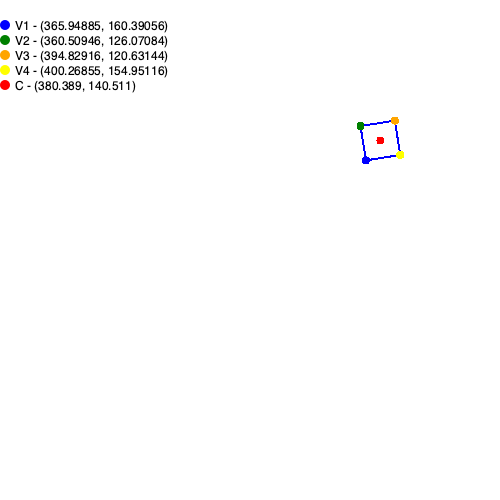 V1 - (365.94885, 160.39056)
V2 - (360.50946, 126.07084)
V3 - (394.82916, 120.63144)
V4 - (400.26855, 154.95116)
C - (380.389, 140.511)